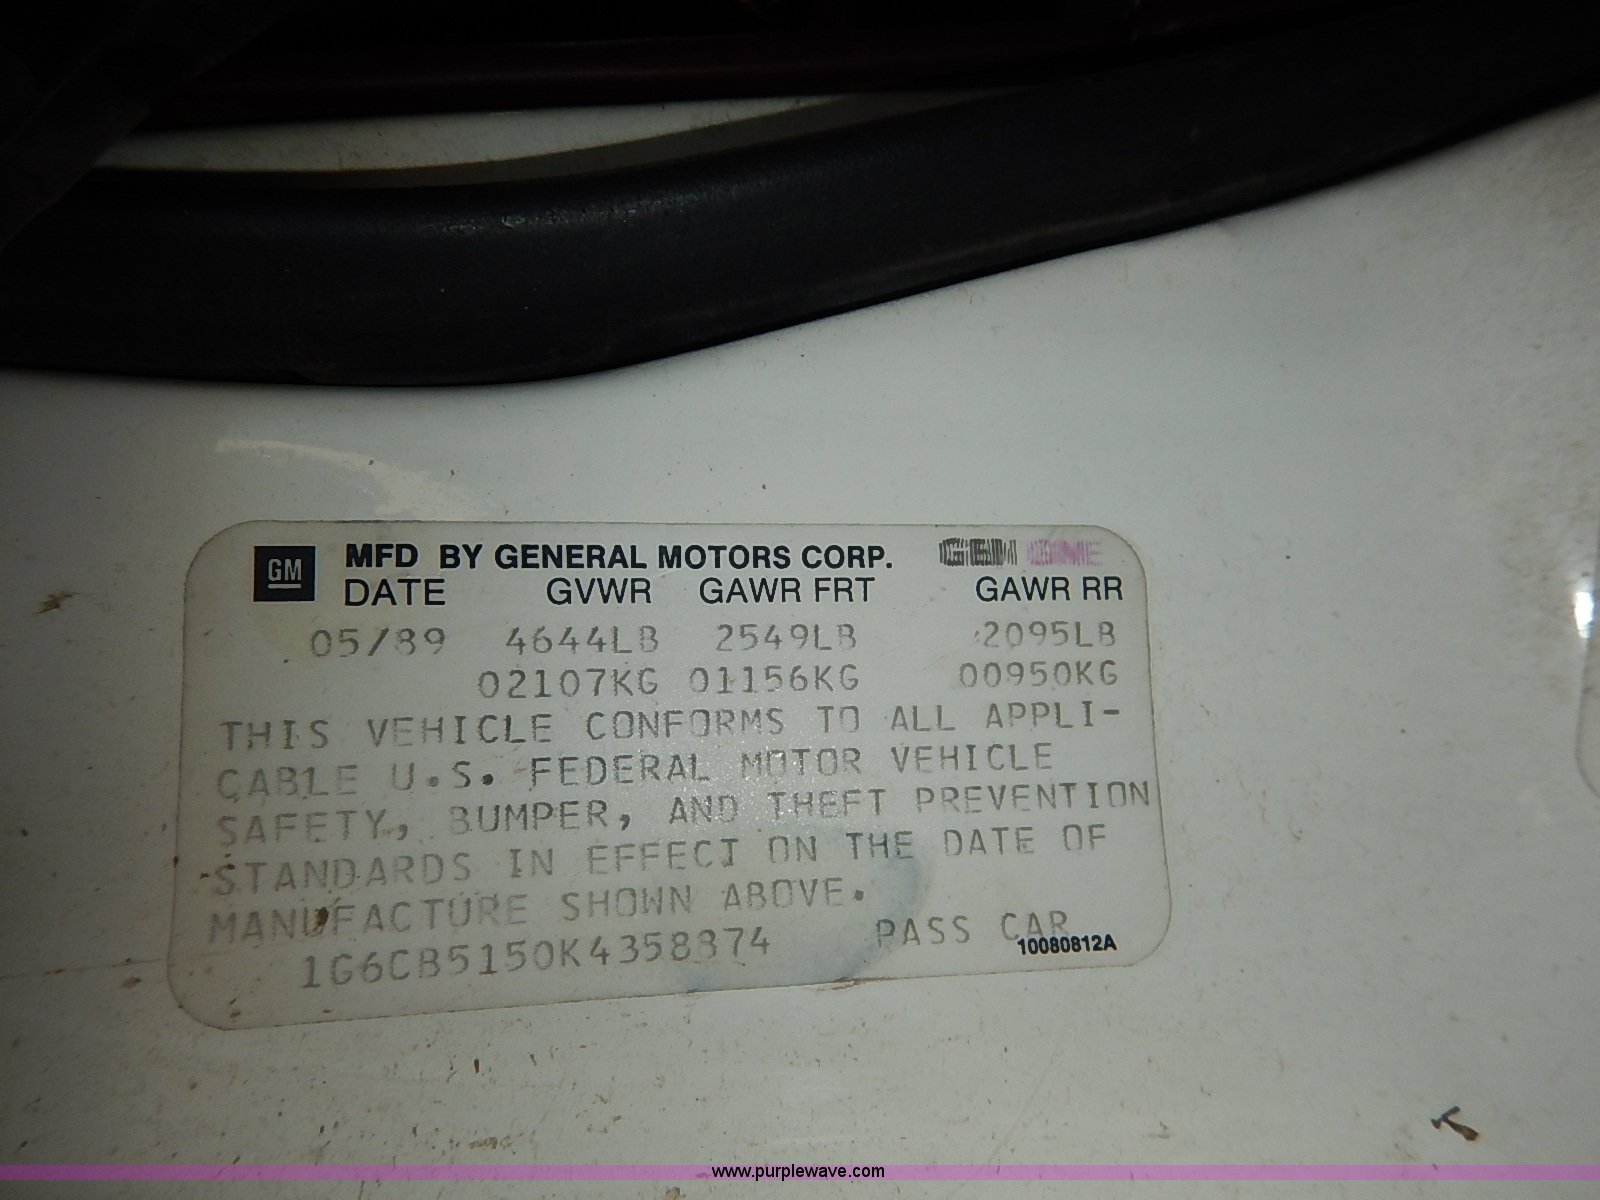 GM MFD BY GENERAL MOTORS CORP.
DATE GVWR GAWR FRT GAWR RR
05/89 4644LB 2549LB 2095LB
02107KG 01156KG 00950KG
THIS VEHICLE CONFORMS TO ALL APPLI-
CABLE U.S. FEDERAL MOTOR VEHICLE
SAFETY, BUMPER, AND THEFT PREVENTION
STANDARDS IN EFFECT ON THE DATE OF
MANUFACTURE SHOWN ABOVE.
1G6CB5150K4358874 PASS CAR
10080812A
www.purplewave.com